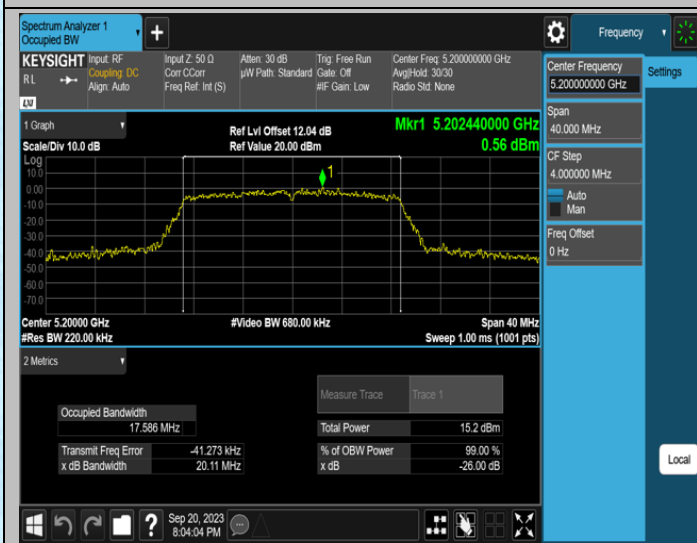 Spectrum Analyzer 1
Occupied BW
Frequency
KEYSIGHT
RL
LXI
Input: RF
Coupling: DC
Align: Auto
Input Z: 50 Ω
Corr CCorr
Freq Ref: Int (S)
Atten: 30 dB
µW Path: Standard
Trig: Free Run
Gate: Off
#IF Gain: Low
Center Freq: 5.200000000 GHz
Avg|Hold: 30/30
Radio Std: None
Center Frequency
5.200000000 GHz
Settings
Span
40.000 MHz
CF Step
4.000000 MHz
Auto
Man
Freq Offset
0 Hz
1 Graph
Scale/Div 10.0 dB
Ref Lvl Offset 12.04 dB
Ref Value 20.00 dBm
Mkr1 5.202440000 GHz
0.56 dBm
Log
10.0
0.00
-10.0
-20.0
-30.0
-40.0
-50.0
-60.0
-70.0
1
Center 5.20000 GHz
#Res BW 220.00 kHz
#Video BW 680.00 kHz
Span 40 MHz
Sweep 1.00 ms (1001 pts)
2 Metrics
Measure Trace
Trace 1
Occupied Bandwidth
17.586 MHz
Total Power
15.2 dBm
Transmit Freq Error
-41.273 kHz
% of OBW Power
99.00 %
x dB Bandwidth
20.11 MHz
x dB
-26.00 dB
Local
?
Sep 20, 2023
8:04:04 PM